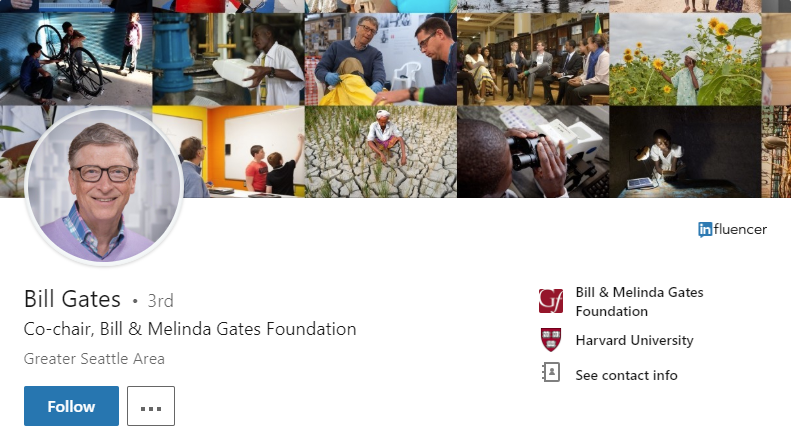 influencer
Bill Gates • 3rd
Co-chair, Bill & Melinda Gates Foundation
Greater Seattle Area
Follow
...
Gf
Bill & Melinda Gates
Foundation
Harvard University
See contact info